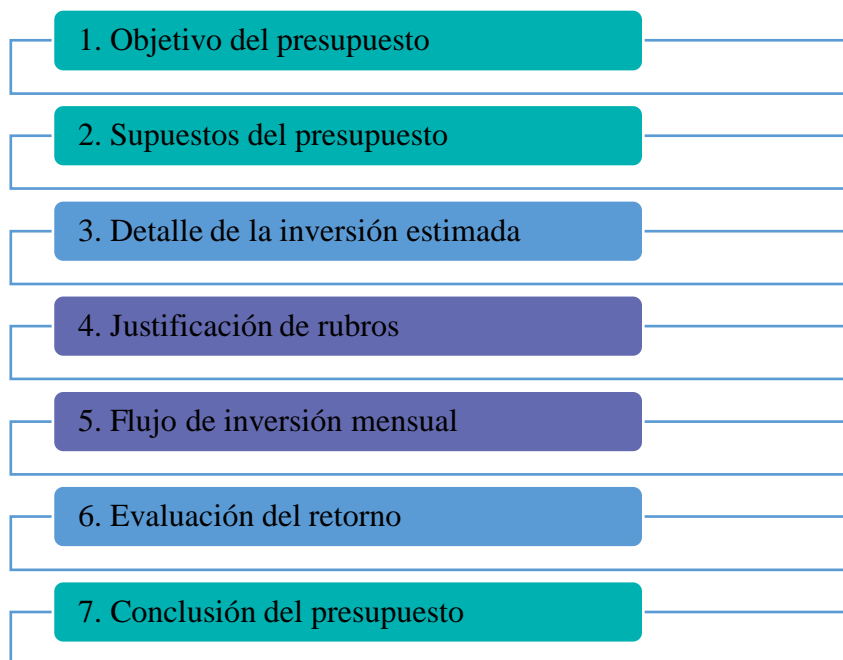 1. Objetivo del presupuesto
2. Supuestos del presupuesto
3. Detalle de la inversión estimada
4. Justificación de rubros
5. Flujo de inversión mensual
6. Evaluación del retorno
7. Conclusión del presupuesto